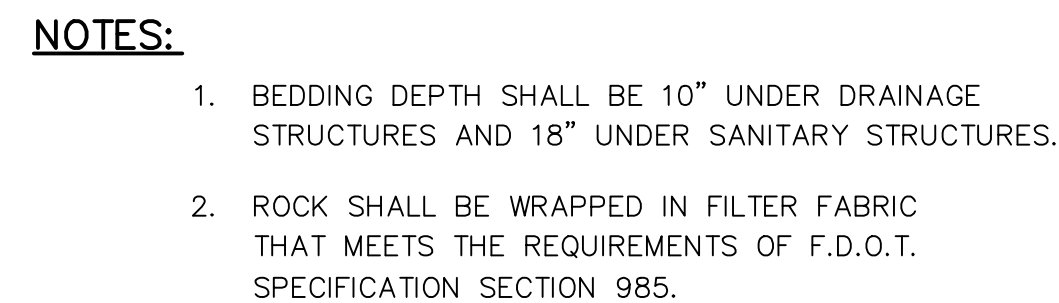 NOTES:
1. BEDDING DEPTH SHALL BE 10” UNDER DRAINAGE
STRUCTURES AND 18” UNDER SANITARY STRUCTURES.
2. ROCK SHALL BE WRAPPED IN FILTER FABRIC
THAT MEETS THE REQUIREMENTS OF F.D.O.T.
SPECIFICATION SECTION 985.